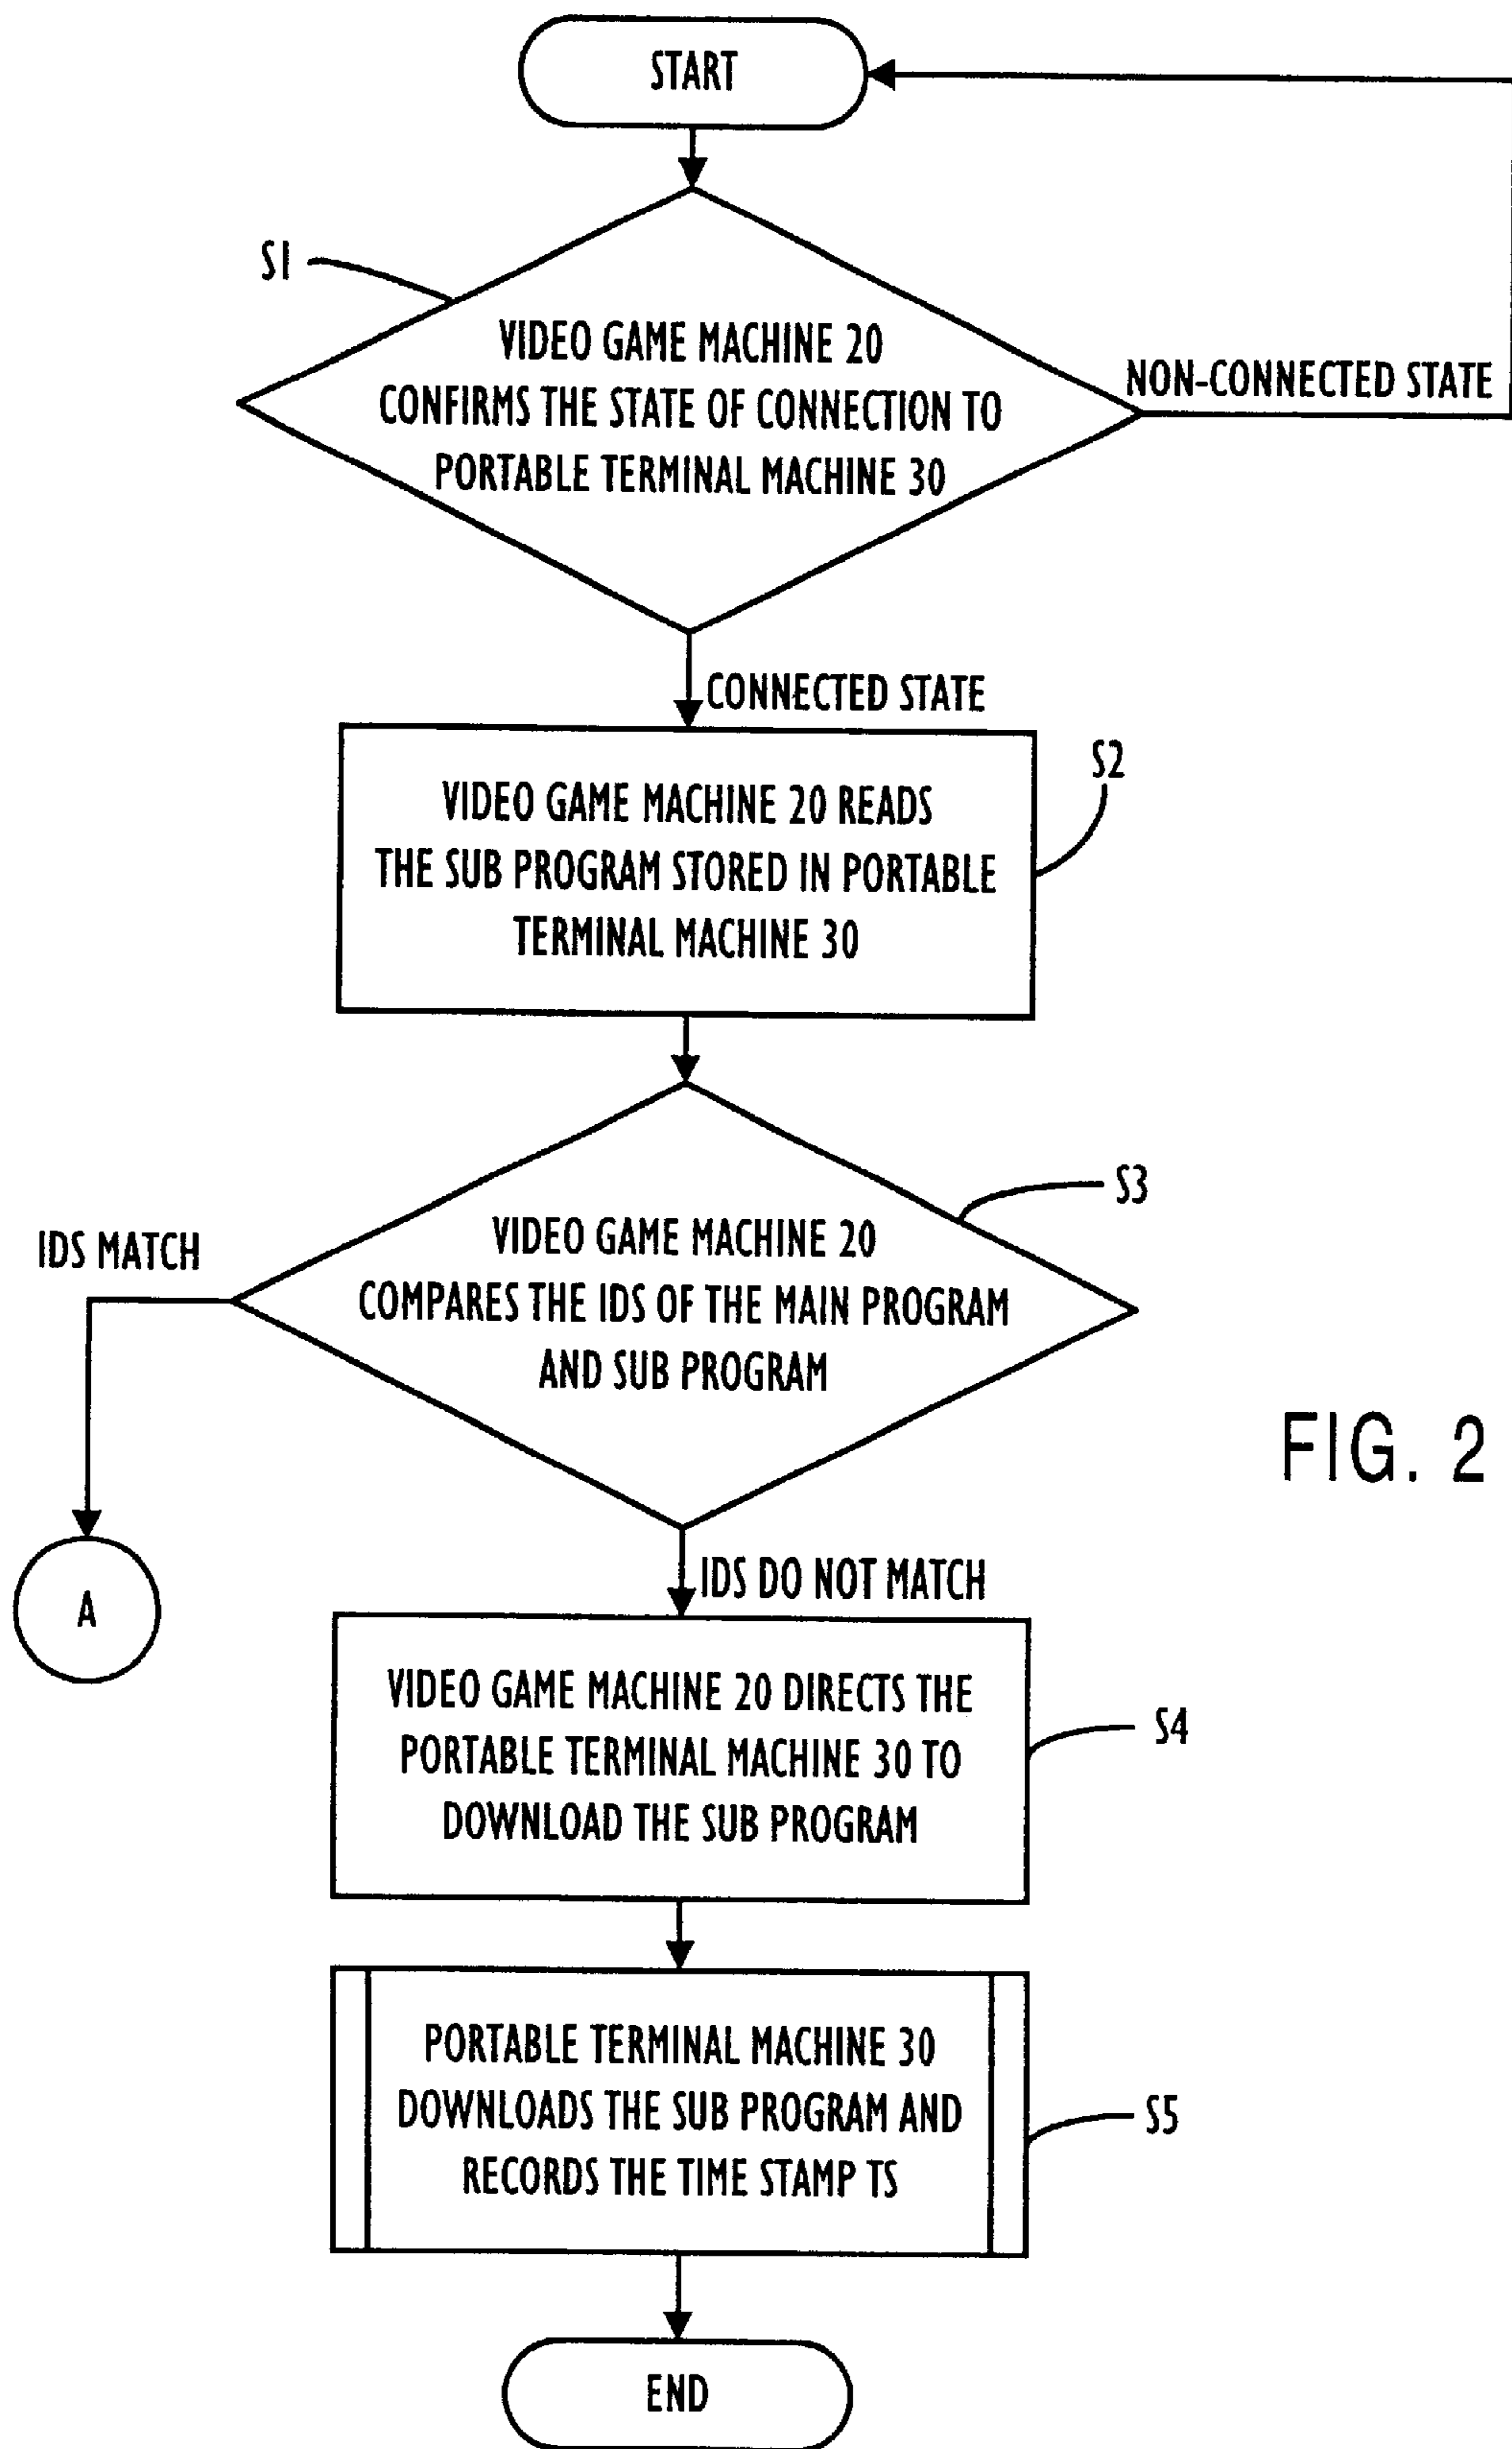 START
S1
VIDEO GAME MACHINE 20
CONFIRMS THE STATE OF CONNECTION TO
PORTABLE TERMINAL MACHINE 30
NON-CONNECTED STATE
CONNECTED STATE
S2
VIDEO GAME MACHINE 20 READS
THE SUB PROGRAM STORED IN PORTABLE
TERMINAL MACHINE 30
S3
IDS MATCH
VIDEO GAME MACHINE 20
COMPARES THE IDS OF THE MAIN PROGRAM
AND SUB PROGRAM
FIG. 2
IDS DO NOT MATCH
A
VIDEO GAME MACHINE 20 DIRECTS THE
PORTABLE TERMINAL MACHINE 30 TO
DOWNLOAD THE SUB PROGRAM
S4
PORTABLE TERMINAL MACHINE 30
DOWNLOADS THE SUB PROGRAM AND
RECORDS THE TIME STAMP TS
S5
END